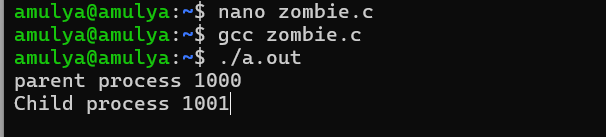 amulya@amulya:~$ nano zombie.c
amulya@amulya:~$ gcc zombie.c
amulya@amulya:~$ ./a.out
parent process 1000
Child process 1001